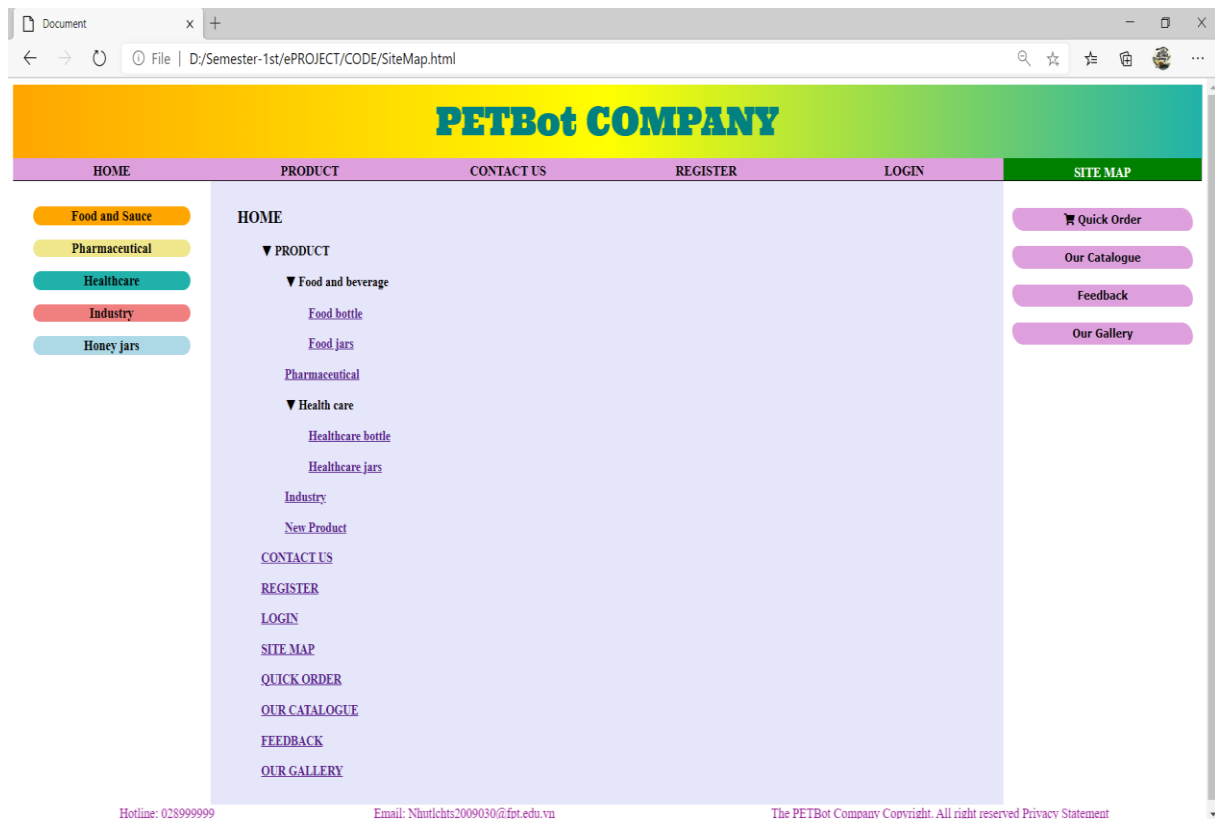 Document
File | D:/Semester-1st/ePROJECT/CODE/SiteMap.html
PETBot COMPANY
HOME PRODUCT CONTACT US REGISTER LOGIN SITE MAP
Food and Sauce
Pharmaceutical
Healthcare
Industry
Honey jars
HOME
▼ PRODUCT
▼ Food and beverage
Food bottle
Food jars
Pharmaceutical
▼ Health care
Healthcare bottle
Healthcare jars
Industry
New Product
CONTACT US
REGISTER
LOGIN
SITE MAP
QUICK ORDER
OUR CATALOGUE
FEEDBACK
OUR GALLERY
Quick Order
Our Catalogue
Feedback
Our Gallery
Hotline: 028999999 Email: Nhutlchts2009030@fpt.edu.vn The PETBot Company Copyright. All right reserved Privacy Statement